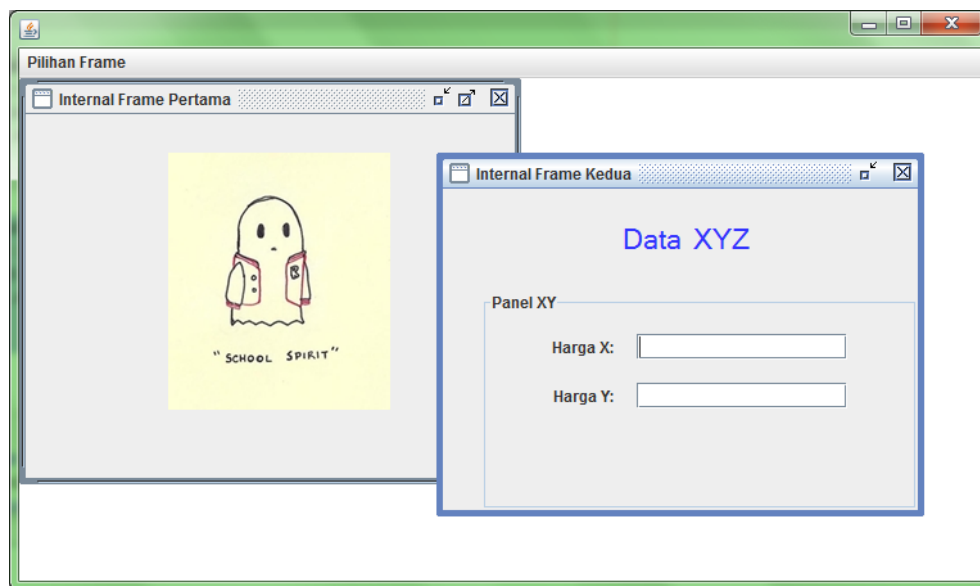 Pilihan Frame
Internal Frame Pertama
"SCHOOL SPIRIT"
Internal Frame Kedua
Data XYZ
Panel XY
Harga X:
Harga Y: